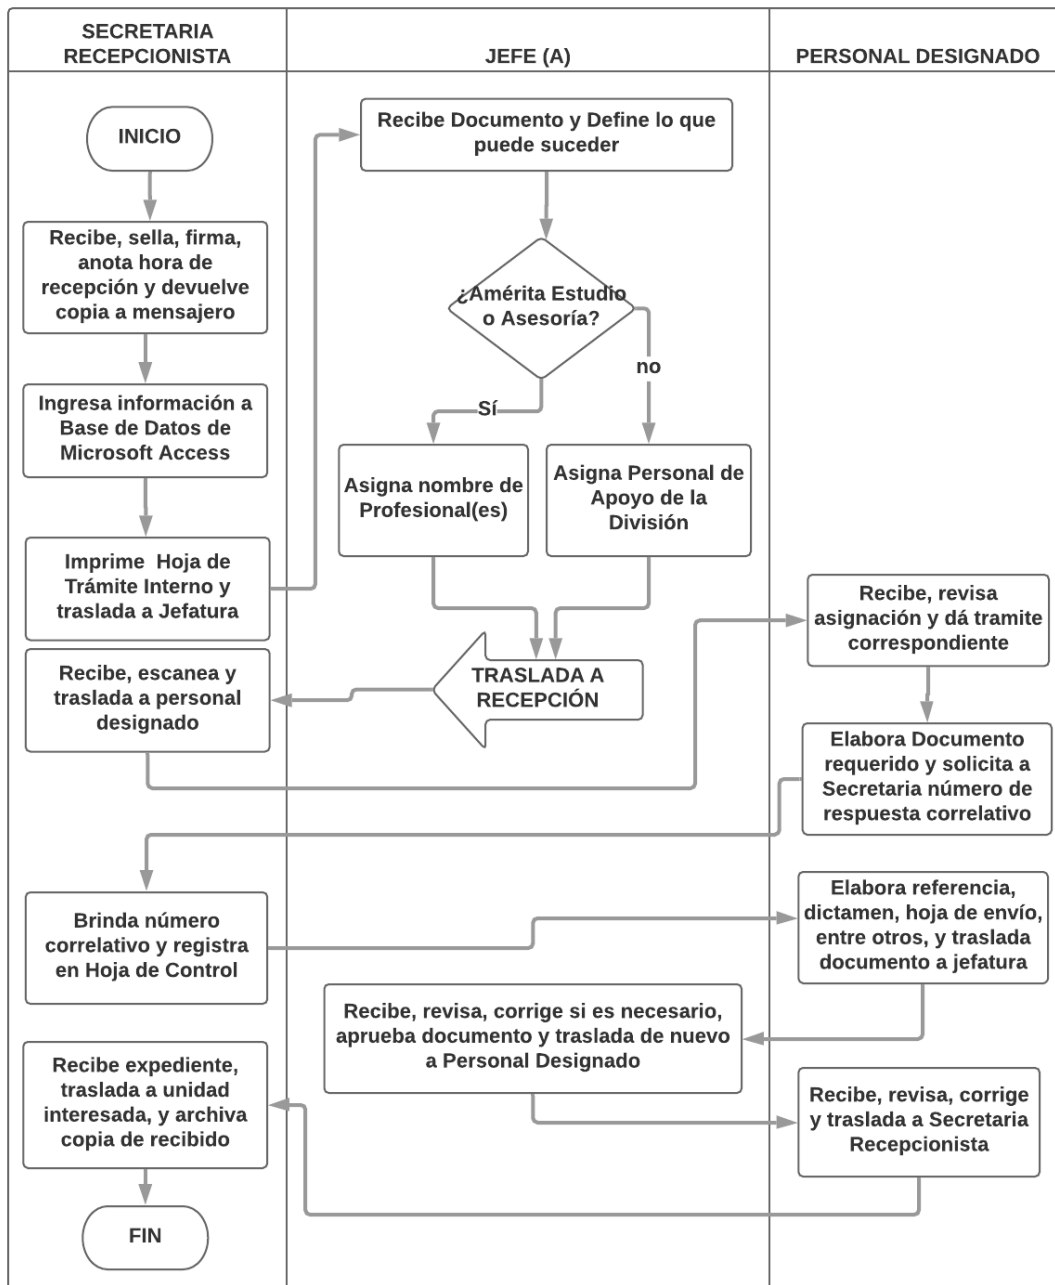 SECRETARIA
RECEPCIONISTA
JEFE (A)
PERSONAL DESIGNADO
INICIO
Recibe, sella, firma,
anota hora de
recepción y devuelve
copia a mensajero
Ingresa información a
Base de Datos de
Microsoft Access
Imprime Hoja de
Trámite Interno y
traslada a Jefatura
Recibe Documento y Define lo que
puede suceder
¿Amérita Estudio
o Asesoría?
no
Sí
Asigna nombre de
Profesional(es)
Asigna Personal de
Apoyo de la
División
TRASLADA A
RECEPCIÓN
Recibe, escanea y
traslada a personal
designado
Recibe, revisa
asignación y dá tramite
correspondiente
Elabora Documento
requerido y solicita a
Secretaria número de
respuesta correlativo
Brinda número
correlativo y registra
en Hoja de Control
Elabora referencia,
dictamen, hoja de envío,
entre otros, y traslada
documento a jefatura
Recibe, revisa, corrige si es necesario,
aprueba documento y traslada de nuevo
a Personal Designado
Recibe, revisa, corrige
y traslada a Secretaria
Recepcionista
Recibe expediente,
traslada a unidad
interesada, y archiva
copia de recibido
FIN